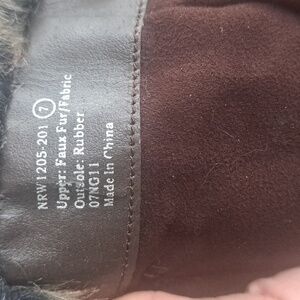 NRW1205-201 7
Upper: Faux Fur/Fabric
Outsole: Rubber
07NG11
Made In China